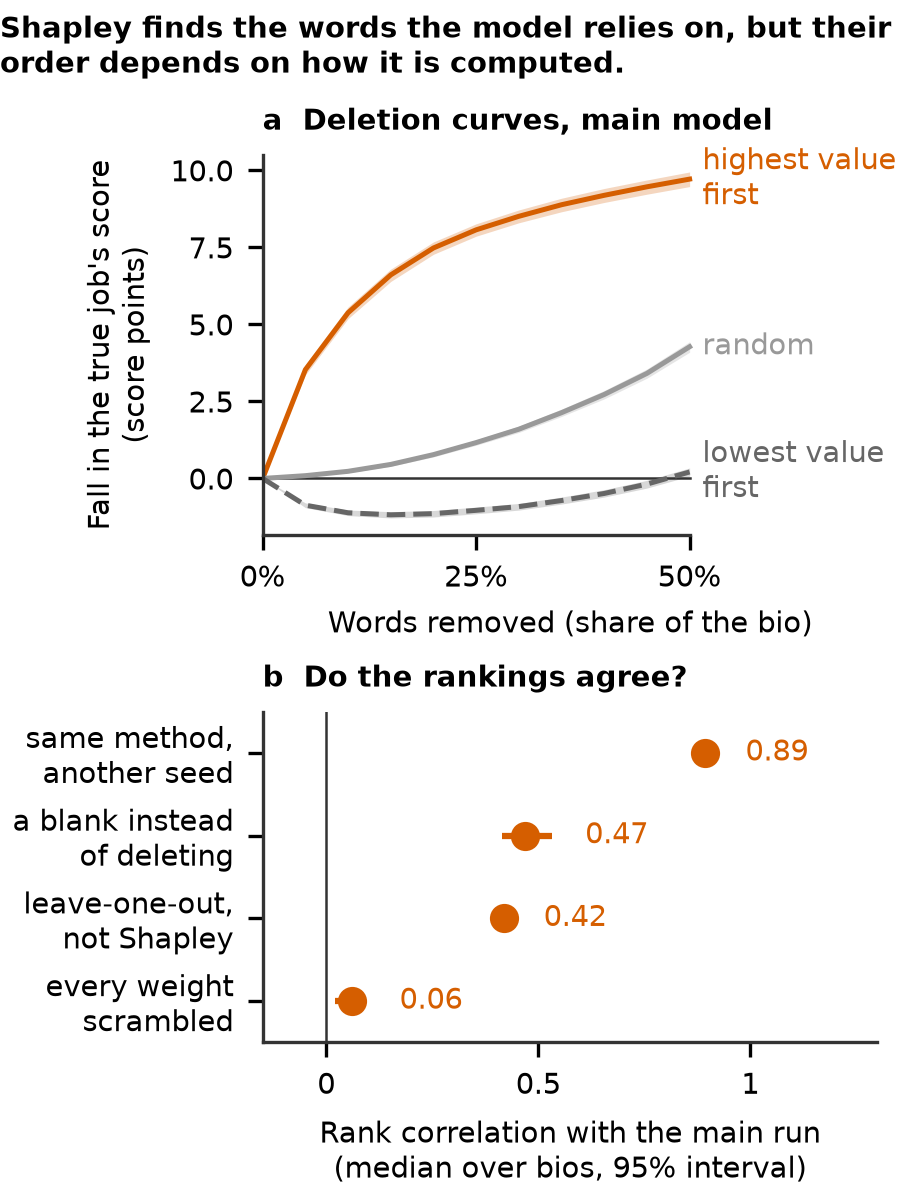 Shapley finds the words the model relies on, but their
order depends on how it is computed.
a Deletion curves, main model
Fall in the true job's score
(score points)
10.0
7.5
5.0
2.5
0.0
highest value
first
random
lowest value
first
0%
25%
50%
Words removed (share of the bio)
b Do the rankings agree?
same method,
another seed
0.89
a blank instead
of deleting
0.47
leave-one-out,
not Shapley
0.42
every weight
scrambled
0.06
0
0.5
1
Rank correlation with the main run
(median over bios, 95% interval)